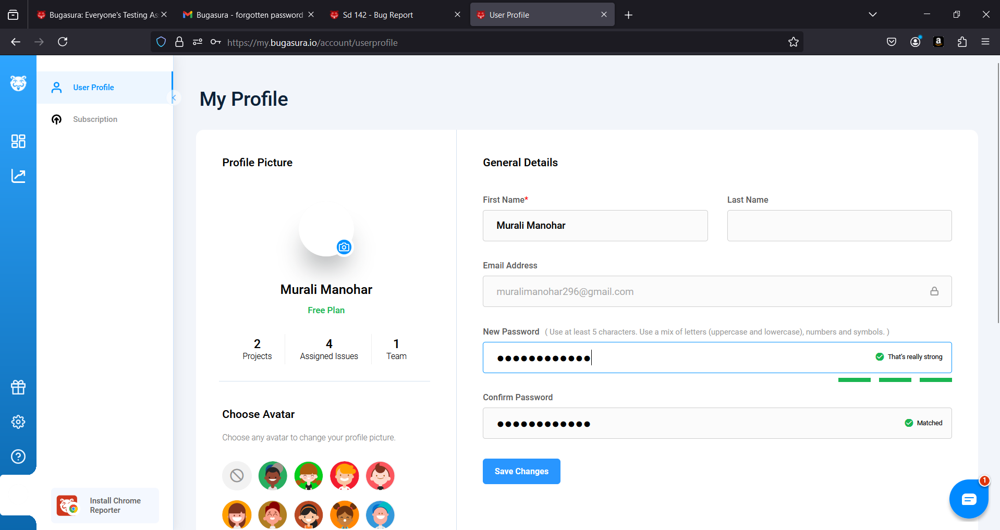 Bugasura: Everyone's Testing As
Bugasura - forgotten password
Sd 142 - Bug Report
User Profile
https://my.bugasura.io/account/userprofile
User Profile
Subscription
My Profile
Profile Picture
Murali Manohar
Free Plan
2 4 1
Projects Assigned Issues Team
Choose Avatar
Choose any avatar to change your profile picture.
General Details
First Name*
Murali Manohar
Last Name
Email Address
muralimanohar296@gmail.com
New Password ( Use at least 5 characters. Use a mix of letters (uppercase and lowercase), numbers and symbols. )
●●●●●●●●●●●● That's really strong
Confirm Password
●●●●●●●●●●●● Matched
Save Changes
Install Chrome
Reporter
1